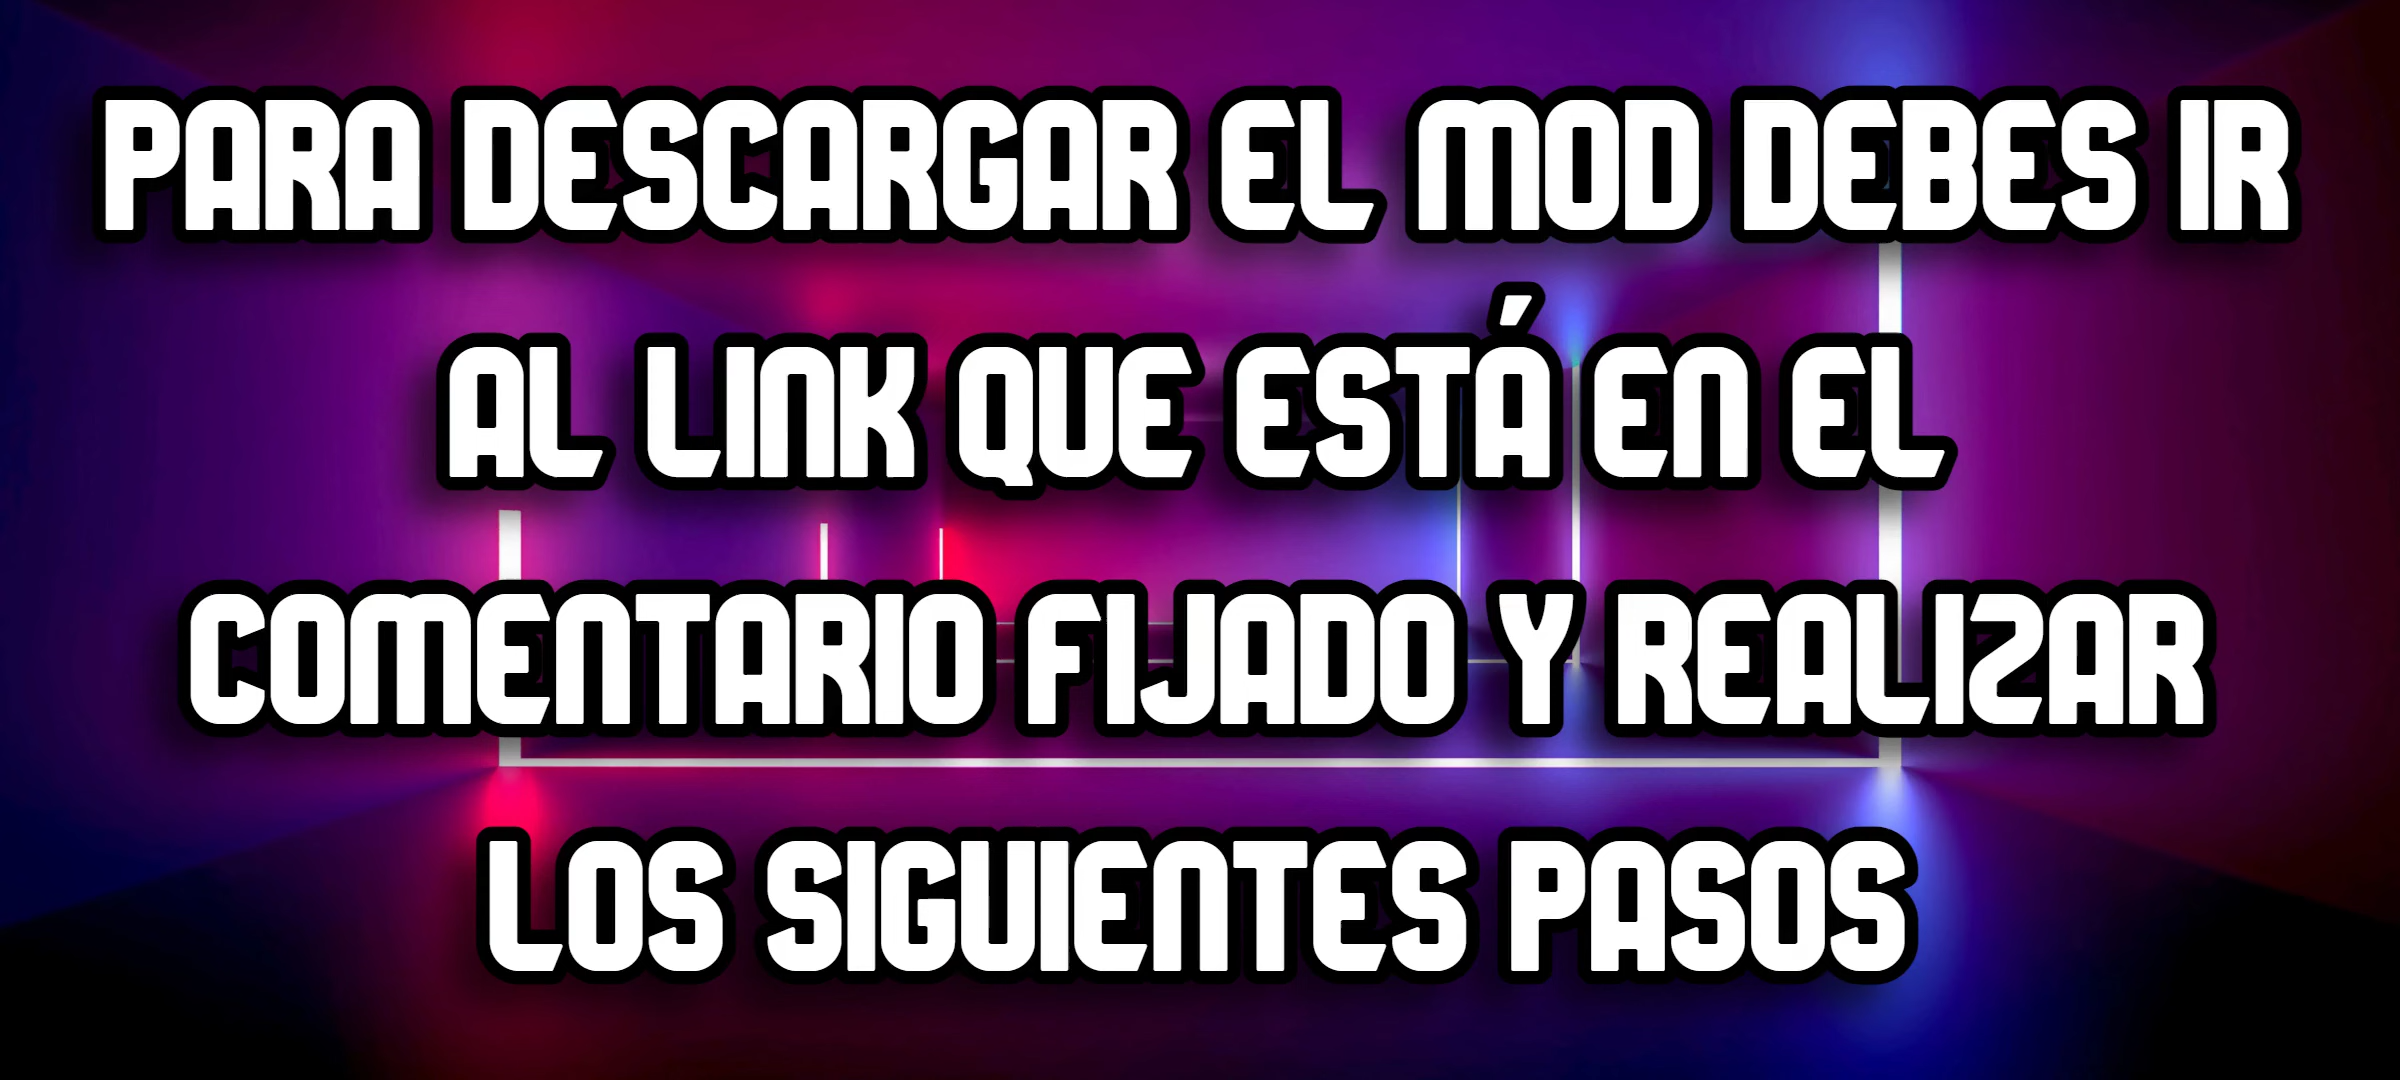 PARA DESCARGAR EL MOD DEBES IR
AL LINK QUE ESTÁ EN EL
COMENTARIO FIJADO Y REALIZAR
LOS SIGUIENTES PASOS